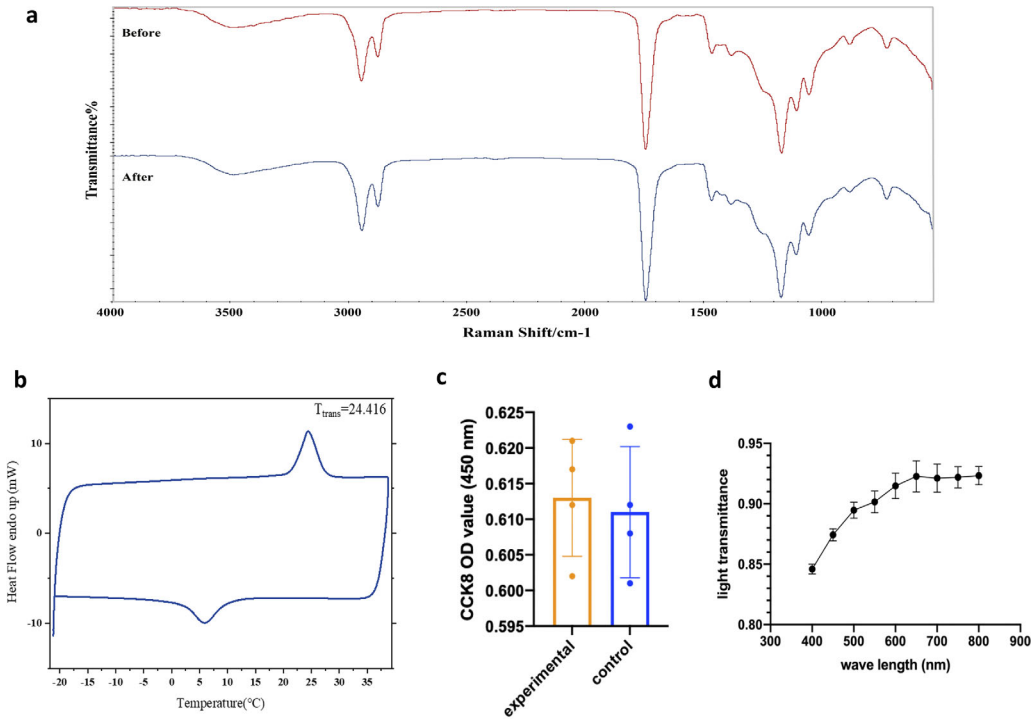 a
Before
After
Transmittance%
4000 3500 3000 2500 2000 1500 1000
Raman Shift/cm-1
b
T_trans=24.416
Heat Flow endo up (mW)
10
0
-10
-20 -15 -10 -5 0 5 10 15 20 25 30 35
Temperature(°C)
c
CCK8 OD value (450 nm)
0.625
0.620
0.615
0.610
0.605
0.600
0.595
experimental
control
d
light transmittance
0.95
0.90
0.85
0.80
300 400 500 600 700 800 900
wave length (nm)